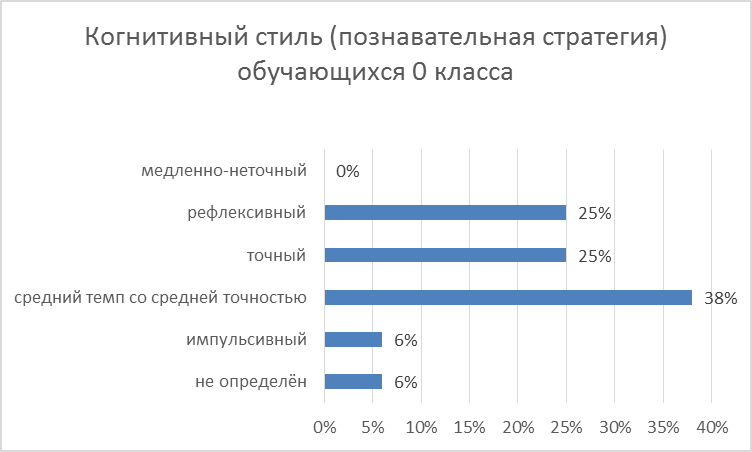 Когнитивный стиль (познавательная стратегия)
обучающихся 0 класса
медленно-неточный 0%
рефлексивный 25%
точный 25%
средний темп со средней точностью 38%
импульсивный 6%
не определён 6%
0% 5% 10% 15% 20% 25% 30% 35% 40%